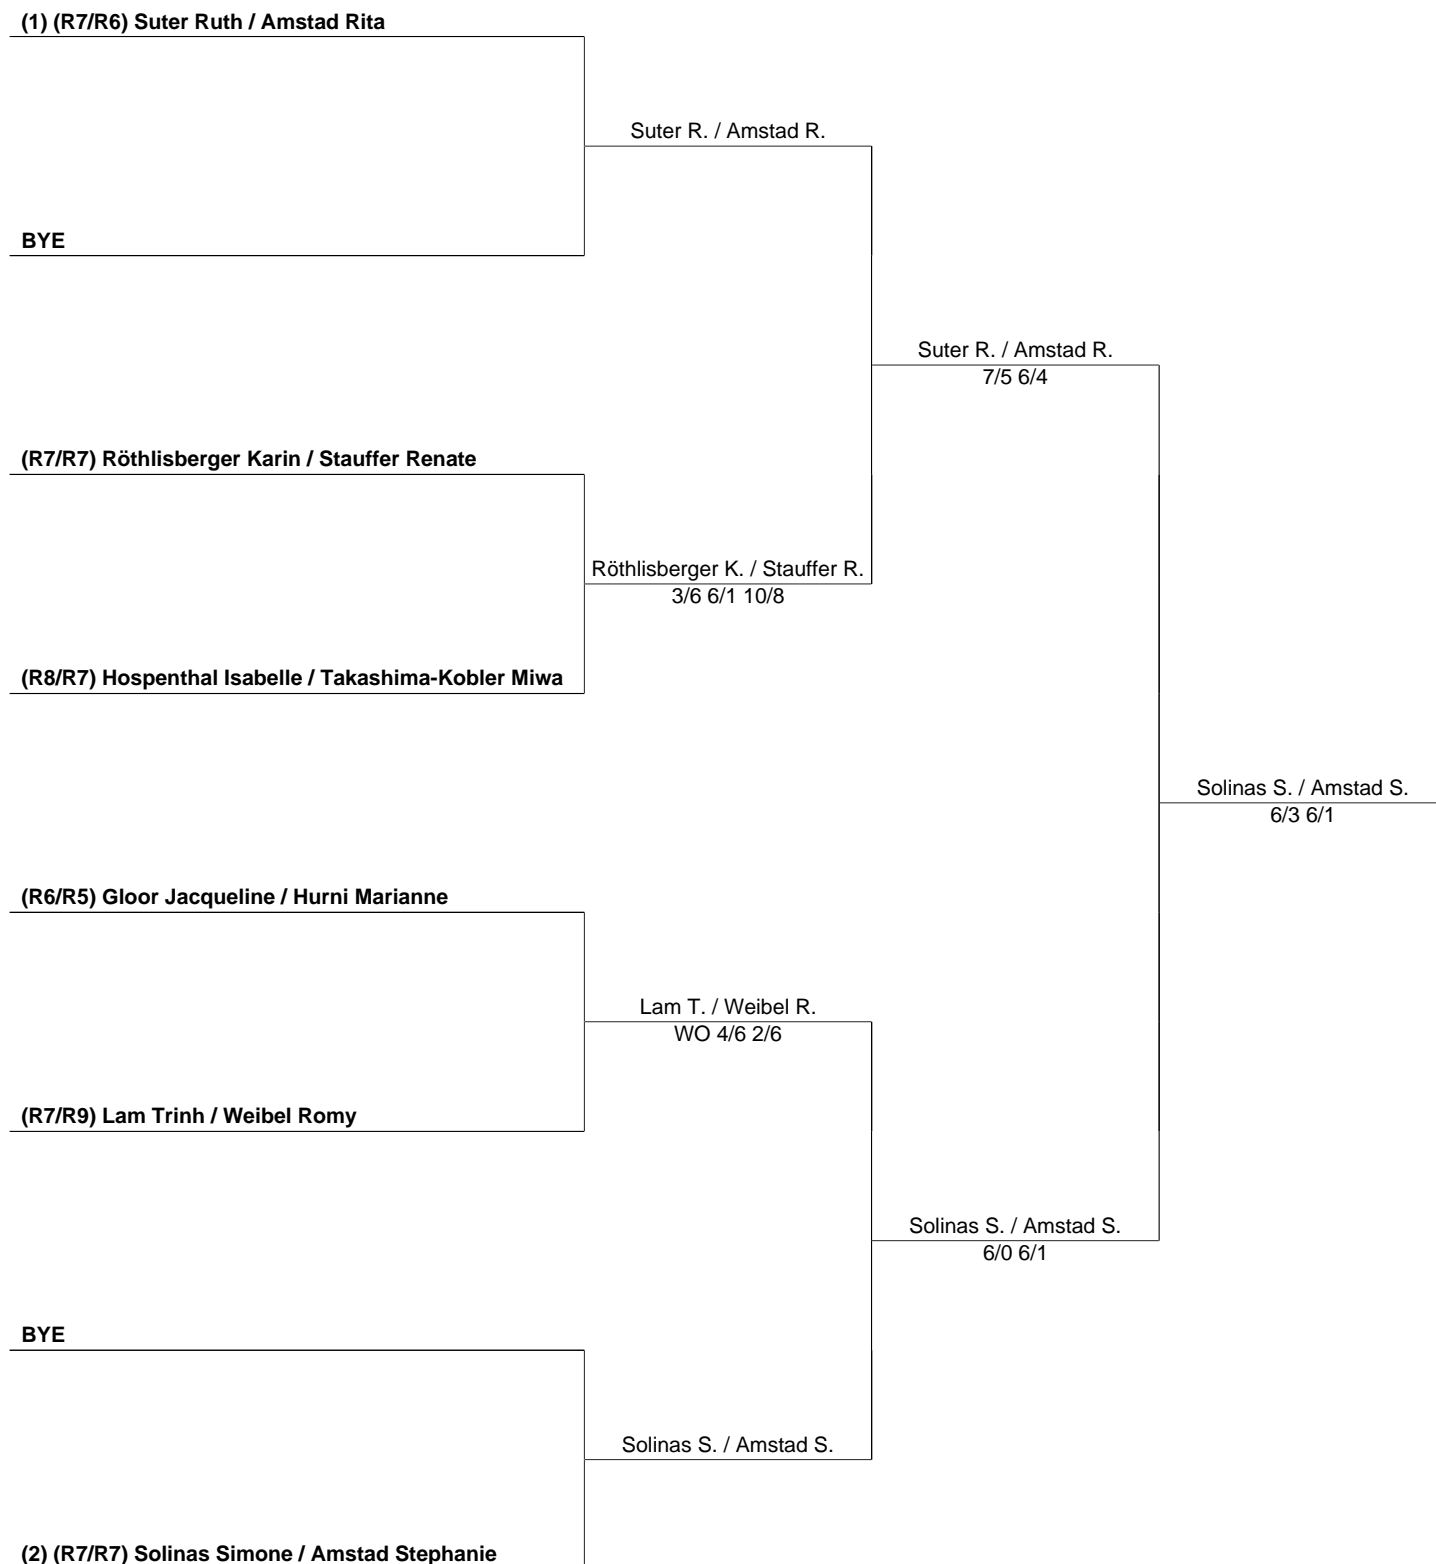 (1) (R7/R6) Suter Ruth / Amstad Rita
Suter R. / Amstad R.
BYE
Suter R. / Amstad R.
7/5 6/4
(R7/R7) Röthlisberger Karin / Stauffer Renate
Röthlisberger K. / Stauffer R.
3/6 6/1 10/8
(R8/R7) Hospenthal Isabelle / Takashima-Kobler Miwa
Solinas S. / Amstad S.
6/3 6/1
(R6/R5) Gloor Jacqueline / Hurni Marianne
Lam T. / Weibel R.
WO 4/6 2/6
(R7/R9) Lam Trinh / Weibel Romy
Solinas S. / Amstad S.
6/0 6/1
BYE
Solinas S. / Amstad S.
(2) (R7/R7) Solinas Simone / Amstad Stephanie